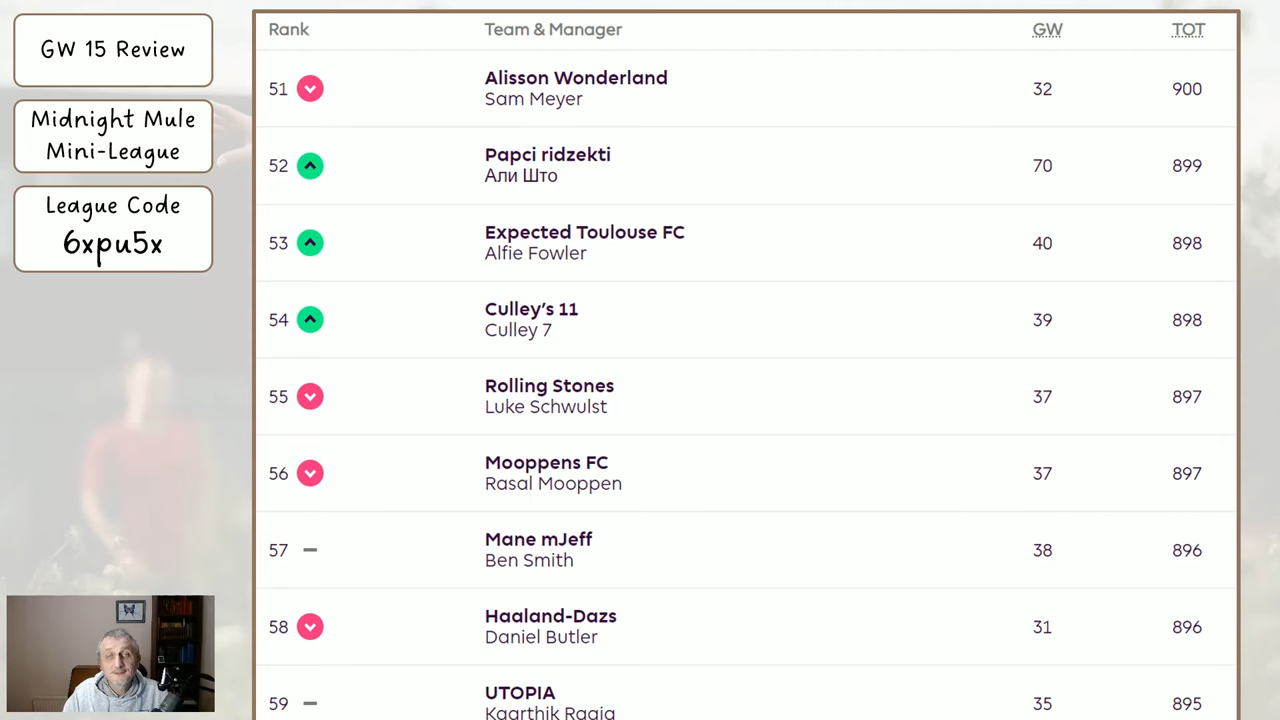 GW 15 Review
Midnight Mule
Mini-League
League Code
6xpu5x
Rank Team & Manager GW TOT
51 Alisson Wonderland 32 900
Sam Meyer
52 Papci ridzekti 70 899
Али Што
53 Expected Toulouse FC 40 898
Alfie Fowler
54 Culley’s 11 39 898
Culley 7
55 Rolling Stones 37 897
Luke Schwulst
56 Mooppens FC 37 897
Rasal Mooppen
57 Mane mJeff 38 896
Ben Smith
58 Haaland-Dazs 31 896
Daniel Butler
59 UTOPIA 35 895
Kaarthik Raaja